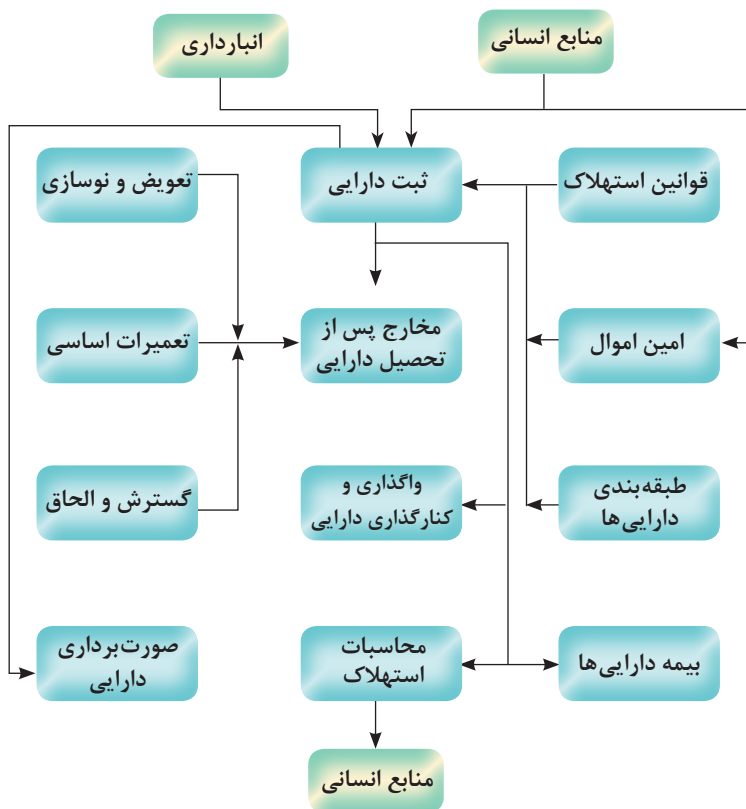 منابع انسانی
انبارداری
قوانین استهلاک
ثبت دارایی
تعویض و نوسازی
امین اموال
مخارج پس از
تحصیل دارایی
تعمیرات اساسی
طبقه‌بندی
دارایی‌ها
واگذاری و
کنارگذاری دارایی
گسترش و الحاق
بیمه دارایی‌ها
محاسبات
استهلاک
صورت‌برداری
دارایی
منابع انسانی